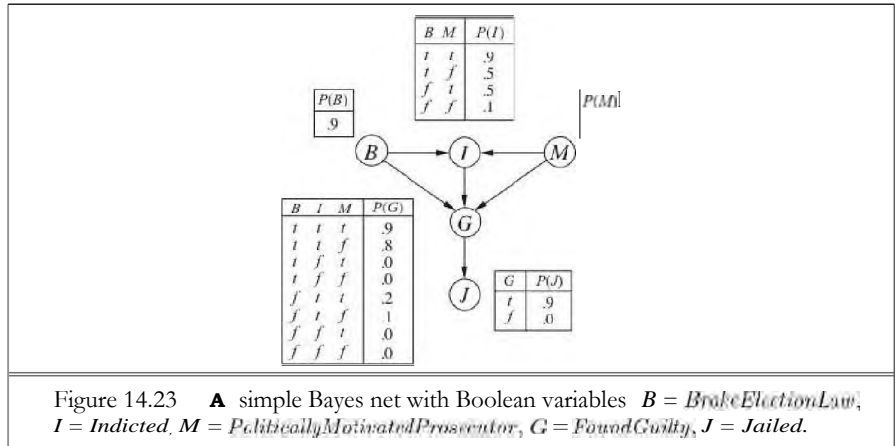 B M P(I)
t t .9
t f .5
f t .5
f f .1
P(B)
.9
P(M)
B I M
G
B I M P(G)
t t t .9
t t f .8
t f t .0
t f f .0
f t t .2
f t f .1
f f t .0
f f f .0
J
G P(J)
t .9
f .0
Figure 14.23 A simple Bayes net with Boolean variables B = BrokeElectionLaw,
I = Indicted, M = PoliticallyMotivatedProsecutor, G = FoundGuilty, J = Jailed.